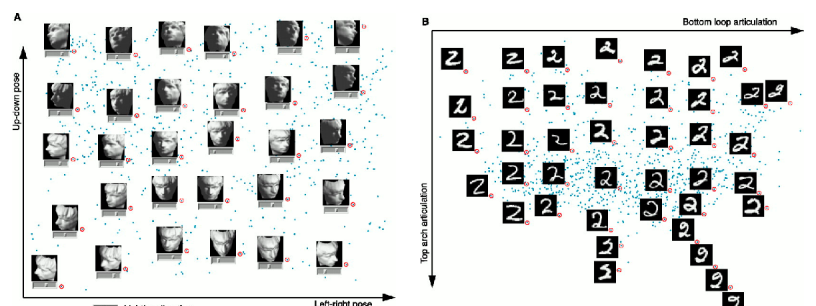 A
Up-down pose
Left-right pose
B
Bottom loop articulation
Top arch articulation